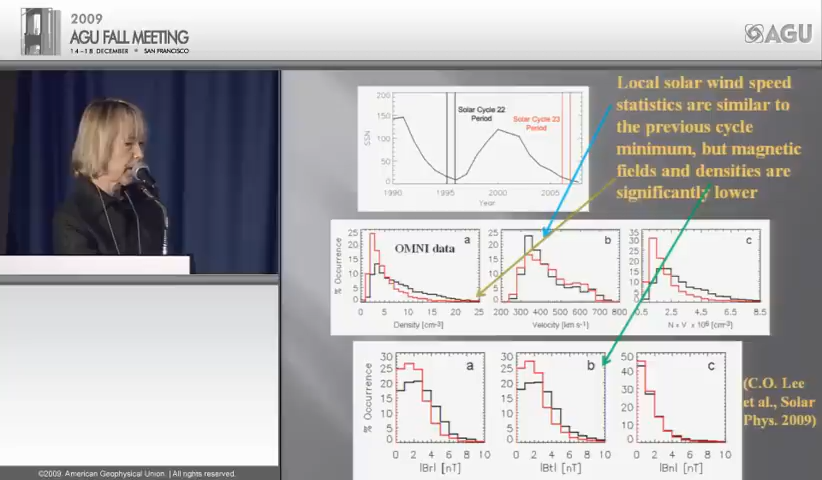 2009
AGU FALL MEETING
14–18 DECEMBER • SAN FRANCISCO
AGU
Local solar wind speed
statistics are similar to
the previous cycle
minimum, but magnetic
fields and densities are
significantly lower
200
150
100
50
0
SSN
Solar Cycle 22
Period
Solar Cycle 23
Period
1990
1995
2000
2005
Year
% Occurrence
25
20
15
10
5
0
OMNI data
a
0
5
10
15
20
25
Density [cm-3]
25
20
15
10
5
0
b
200
300
400
500
600
700
800
Velocity [km s-1]
35
30
25
20
15
10
5
0
c
0.5
2.5
4.5
6.5
8.5
% Occurrence
30
25
20
15
10
5
0
a
0
2
4
6
8
10
|Br| [nT]
30
25
20
15
10
5
0
b
0
2
4
6
8
10
|Bt| [nT]
50
40
30
20
10
0
c
0
2
4
6
8
10
|Bn| [nT]
(C.O. Lee
et al., Solar
Phys. 2009)
©2009. American Geophysical Union. | All rights reserved.